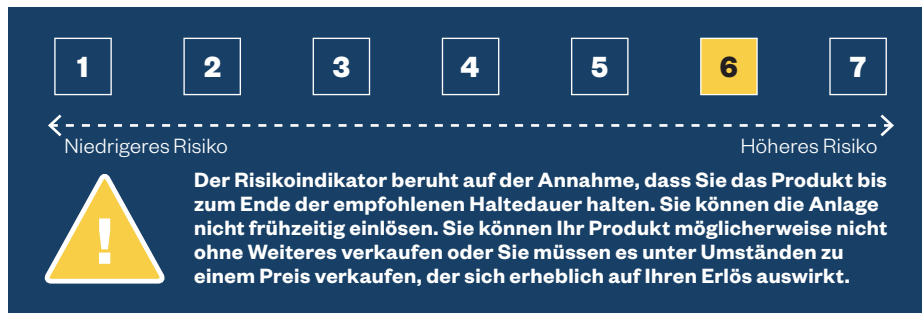 1 2 3 4 5 6 7
Niedrigeres Risiko Höheres Risiko
Der Risikoindikator beruht auf der Annahme, dass Sie das Produkt bis
zum Ende der empfohlenen Haltedauer halten. Sie können die Anlage
nicht frühzeitig einlösen. Sie können Ihr Produkt möglicherweise nicht
ohne Weiteres verkaufen oder Sie müssen es unter Umständen zu
einem Preis verkaufen, der sich erheblich auf Ihren Erlös auswirkt.
!